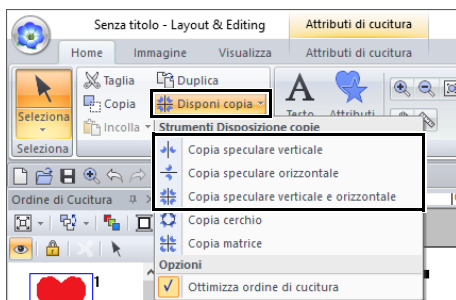 Senza titolo - Layout & Editing
Attributi di cucitura
Home Immagine Visualizza Attributi di cucitura
Seleziona
Taglia
Copia
Incolla
Duplica
Disponi copia
Testo Attributi
Seleziona
Strumenti Disposizione copie
Copia speculare verticale
Copia speculare orizzontale
Copia speculare verticale e orizzontale
Copia cerchio
Copia matrice
Opzioni
Ottimizza ordine di cucitura
Ordine di Cucitura
1